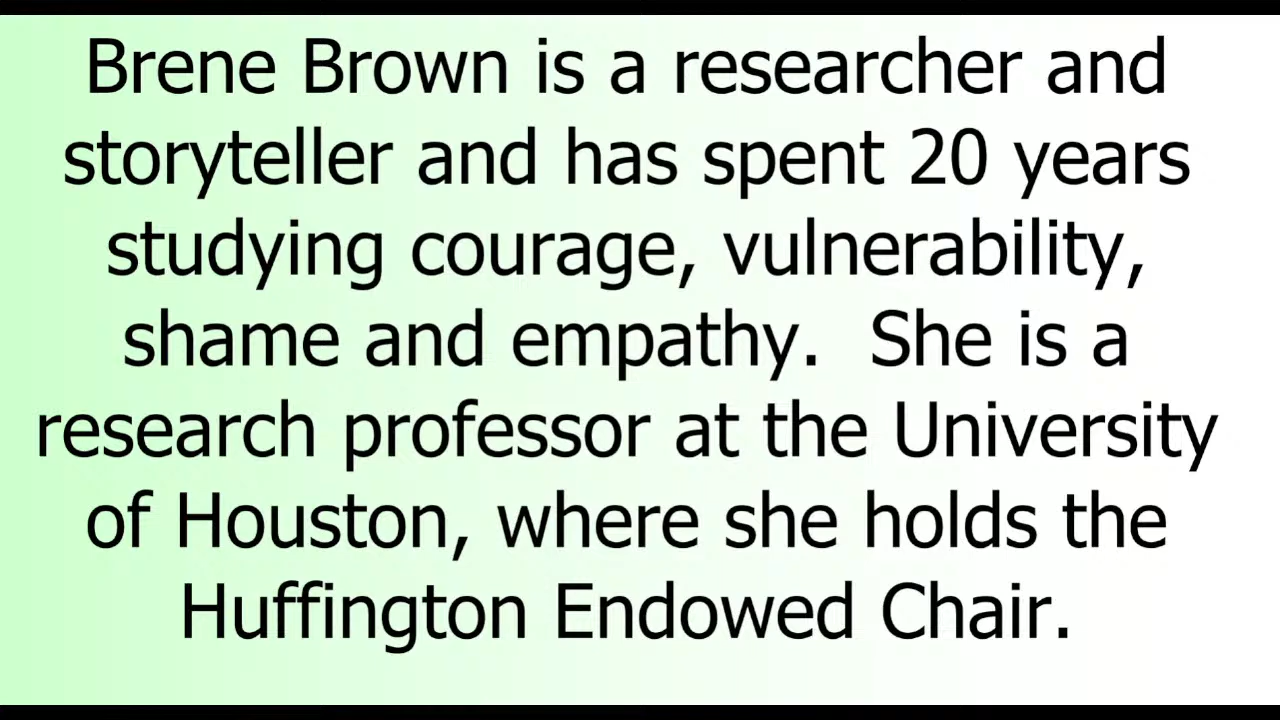 Brene Brown is a researcher and
storyteller and has spent 20 years
studying courage, vulnerability,
shame and empathy.  She is a
research professor at the University
of Houston, where she holds the
Huffington Endowed Chair.